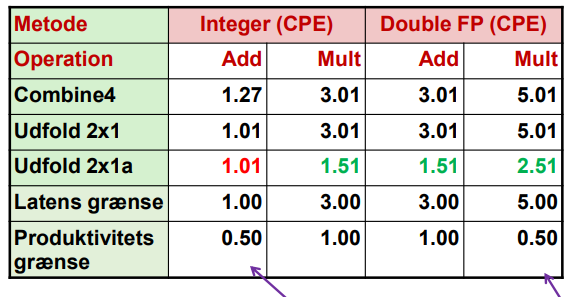 Metode Integer (CPE) Double FP (CPE)
Operation Add Mult Add Mult
Combine4 1.27 3.01 3.01 5.01
Udfold 2x1 1.01 3.01 3.01 5.01
Udfold 2x1a 1.01 1.51 1.51 2.51
Latens grænse 1.00 3.00 3.00 5.00
Produktivitets 0.50 1.00 1.00 0.50
grænse